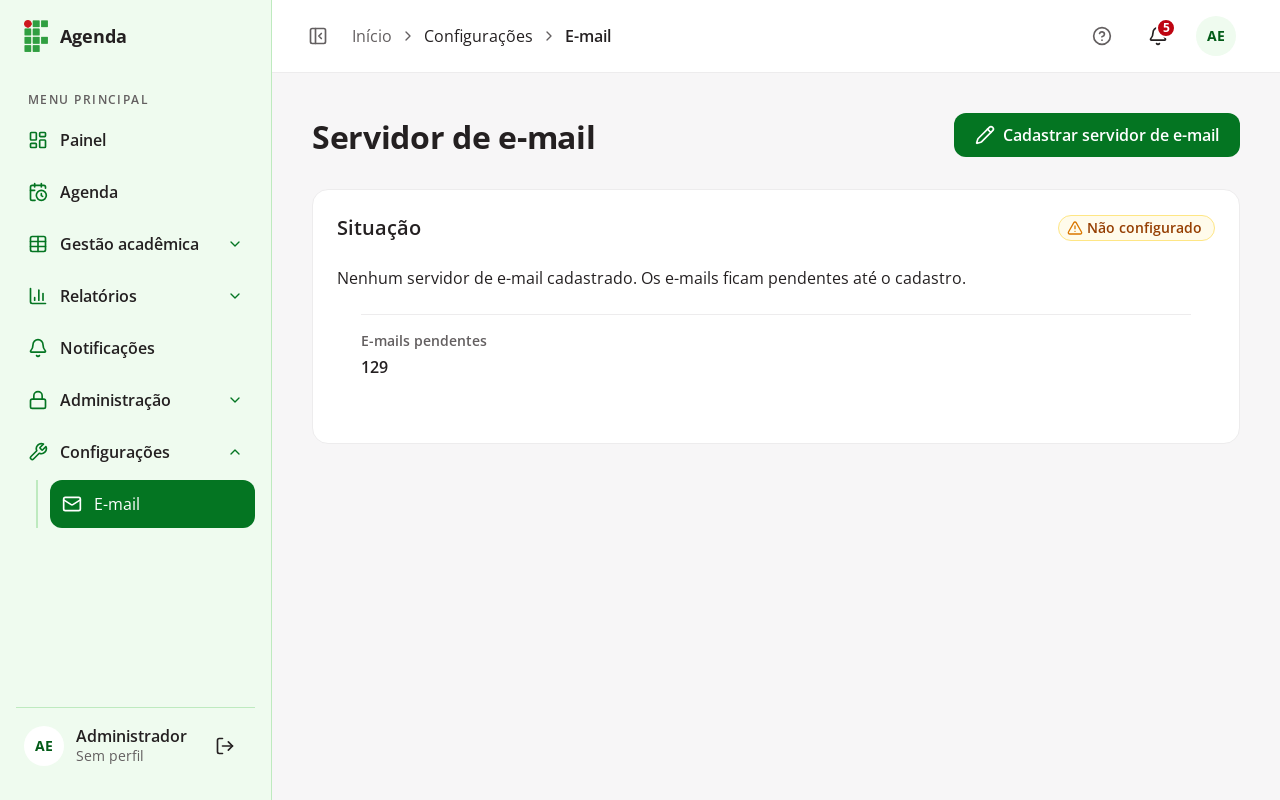 Agenda
MENU PRINCIPAL
Painel
Agenda
Gestão acadêmica
Relatórios
Notificações
Administração
Configurações
E-mail
AE
Administrador
Sem perfil
Início
Configurações
E-mail
5
AE
Servidor de e-mail
Cadastrar servidor de e-mail
Situação
Não configurado
Nenhum servidor de e-mail cadastrado. Os e-mails ficam pendentes até o cadastro.
E-mails pendentes
129